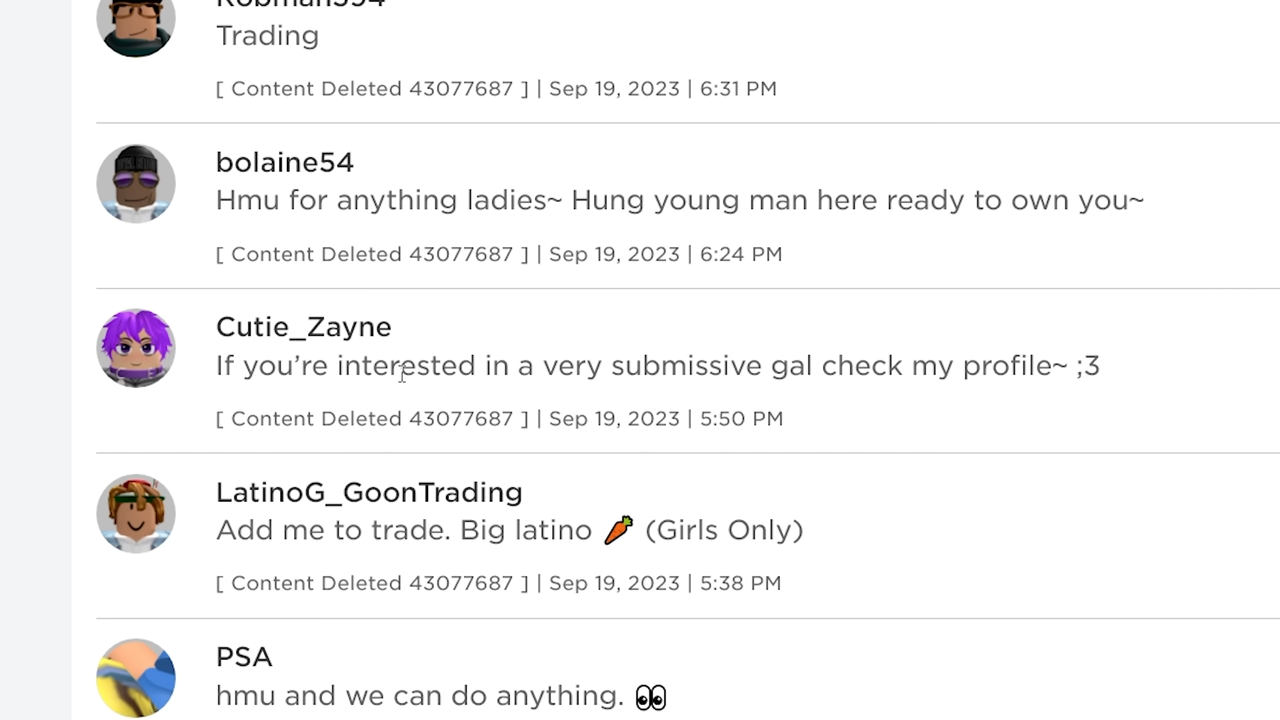 Robman394
Trading
[ Content Deleted 43077687 ] | Sep 19, 2023 | 6:31 PM
bolaine54
Hmu for anything ladies~ Hung young man here ready to own you~
[ Content Deleted 43077687 ] | Sep 19, 2023 | 6:24 PM
Cutie_Zayne
If you’re interested in a very submissive gal check my profile~ ;3
[ Content Deleted 43077687 ] | Sep 19, 2023 | 5:50 PM
LatinoG_GoonTrading
Add me to trade. Big latino 🥕 (Girls Only)
[ Content Deleted 43077687 ] | Sep 19, 2023 | 5:38 PM
PSA
hmu and we can do anything. 👀